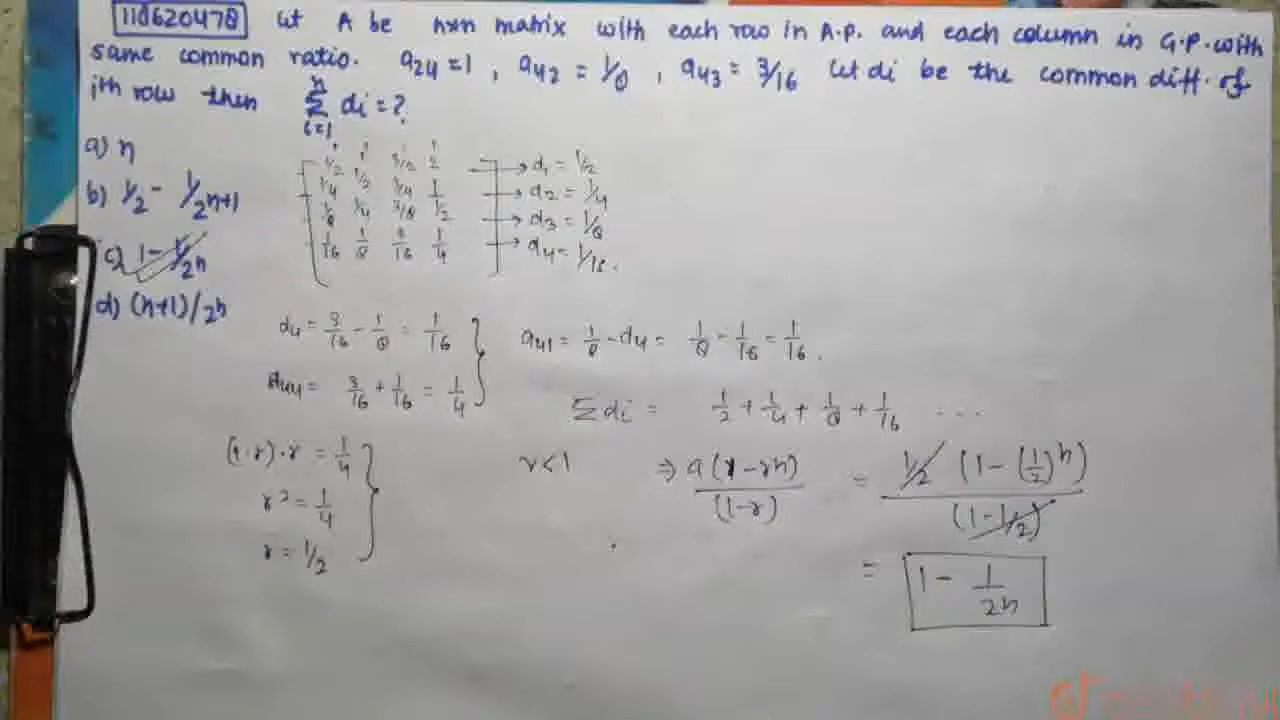 110620478 Let A be n×n matrix with each row in A.P. and each column in G.P. with
same common ratio. a24 = 1, a42 = 1/8, a43 = 3/16 Let di be the common diff. of
ith row then n Σ i=1 di = ?
a) n
b) 1/2 - 1/2n+1
c) 1 - 1/2n
d) (n+1)/2n
1/2 1 3/2 2 → d1 = 1/2
1/4 1/2 3/4 1 → d2 = 1/4
1/8 1/4 3/8 1/2 → d3 = 1/8
1/16 1/8 3/16 1/4 → d4 = 1/16.
d4 = 3/16 - 1/8 = 1/16
a41 = 1/8 - d4 = 1/8 - 1/16 = 1/16.
a44 = 3/16 + 1/16 = 1/4
Σdi = 1/2 + 1/4 + 1/8 + 1/16 ...
(1·r)·r = 1/4
r2 = 1/4
r = 1/2
r<1
⇒ a(1-rn)/(1-r) = 1/2 (1-(1/2)n)/(1-1/2)
= 1 - 1/2n